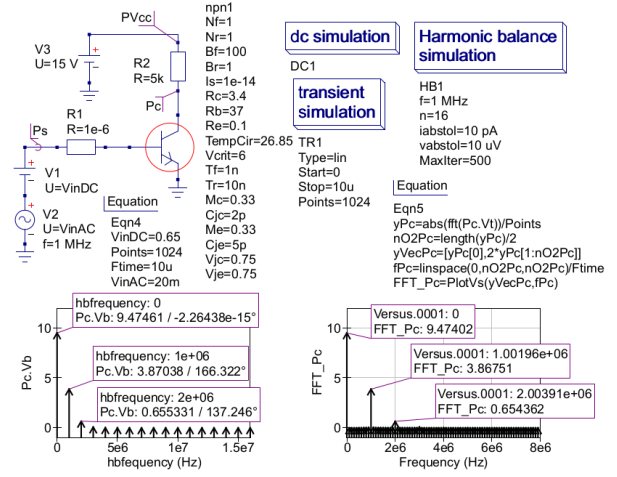 PVcc
V3
U=15 V
R2
R=5k
Pc
R1
R=1e-6
Ps
V1
U=VinDC
V2
U=VinAC
f=1 MHz
npn1
Nf=1
Nr=1
Bf=100
Br=1
Is=1e-14
Rc=3.4
Rb=37
Re=0.1
TempCir=26.85
Vcrit=6
Tf=1n
Tr=10n
Mc=0.33
Cjc=2p
Me=0.33
Cje=5p
Vjc=0.75
Vje=0.75
Equation
Eqn4
VinDC=0.65
Points=1024
Ftime=10u
VinAC=20m
dc simulation
DC1
transient
simulation
TR1
Type=lin
Start=0
Stop=10u
Points=1024
Harmonic balance
simulation
HB1
f=1 MHz
n=16
iabstol=10 pA
vabstol=10 uV
MaxIter=500
Equation
Eqn5
yPc=abs(fft(Pc.Vt))/Points
nO2Pc=length(yPc)/2
yVecPc=[yPc[0],2*yPc[1:nO2Pc]]
fPc=linspace(0,nO2Pc,nO2Pc)/Ftime
FFT_Pc=PlotVs(yVecPc,fPc)
hbfrequency: 0
Pc.Vb: 9.47461 / -2.26438e-15°
hbfrequency: 1e+06
Pc.Vb: 3.87038 / 166.322°
hbfrequency: 2e+06
Pc.Vb: 0.655331 / 137.246°
10
5
0
Pc.Vb
0 5e6 1e7 1.5e7
hbfequency (Hz)
Versus.0001: 0
FFT_Pc: 9.47402
Versus.0001: 1.00196e+06
FFT_Pc: 3.86751
Versus.0001: 2.00391e+06
FFT_Pc: 0.654362
10
5
0
FFT_Pc
0 2e6 4e6 6e6 8e6
Frequency (Hz)